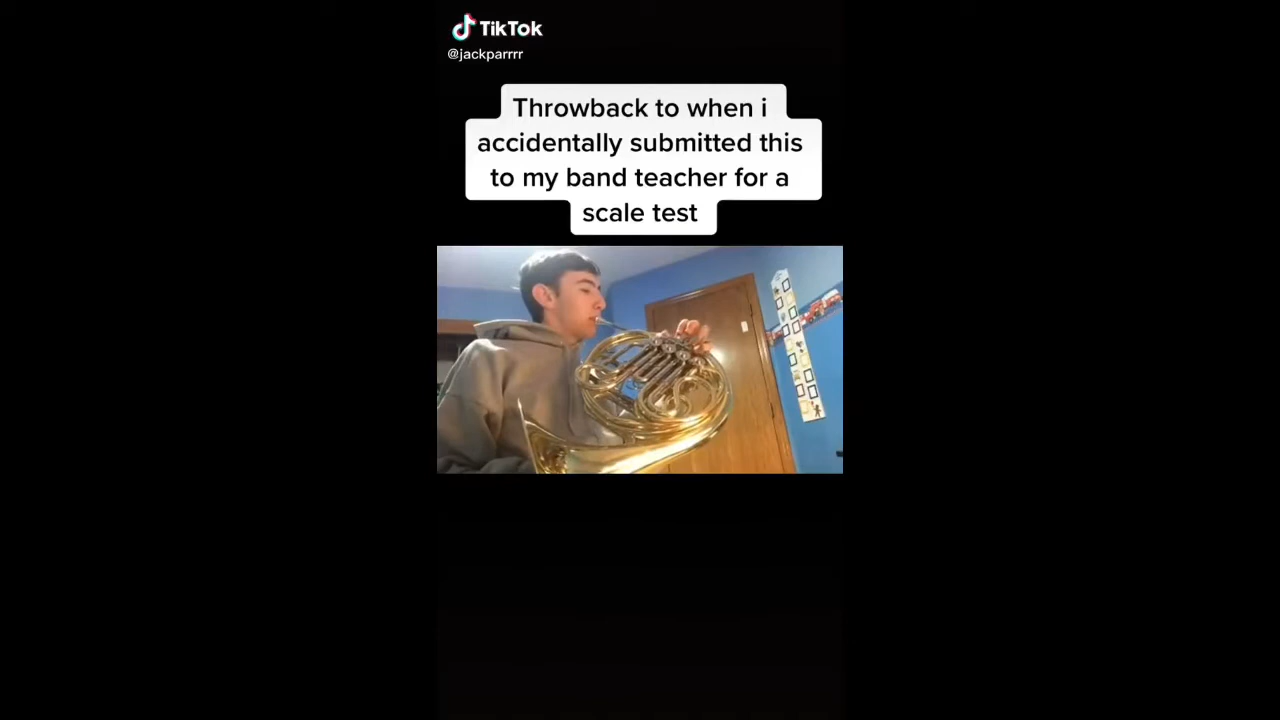 TikTok
@jackparrrr
Throwback to when i
accidentally submitted this
to my band teacher for a
scale test